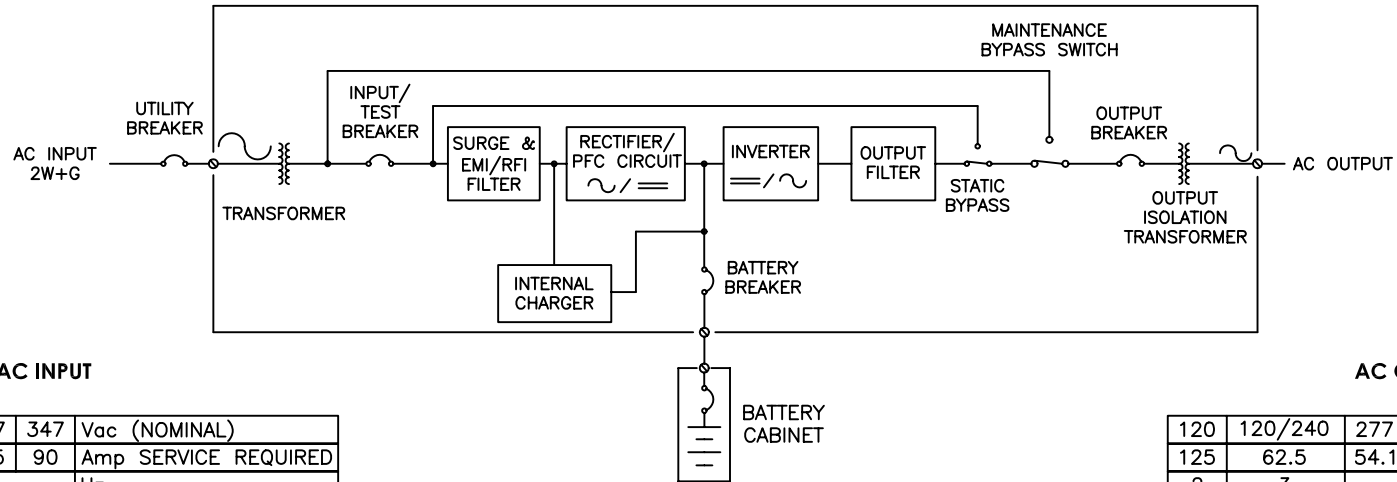 MAINTENANCE
BYPASS SWITCH
INPUT/
TEST
BREAKER
UTILITY
BREAKER
OUTPUT
BREAKER
AC INPUT
2W+G
SURGE &
EMI/RFI
FILTER
RECTIFIER/
PFC CIRCUIT
INVERTER
OUTPUT
FILTER
AC OUTPUT
STATIC
BYPASS
TRANSFORMER
OUTPUT
ISOLATION
TRANSFORMER
INTERNAL
CHARGER
BATTERY
BREAKER
AC INPUT
BATTERY
CABINET
347 Vac (NOMINAL)
90 Amp SERVICE REQUIRED
120 120/240 277
125 62.5 54.1